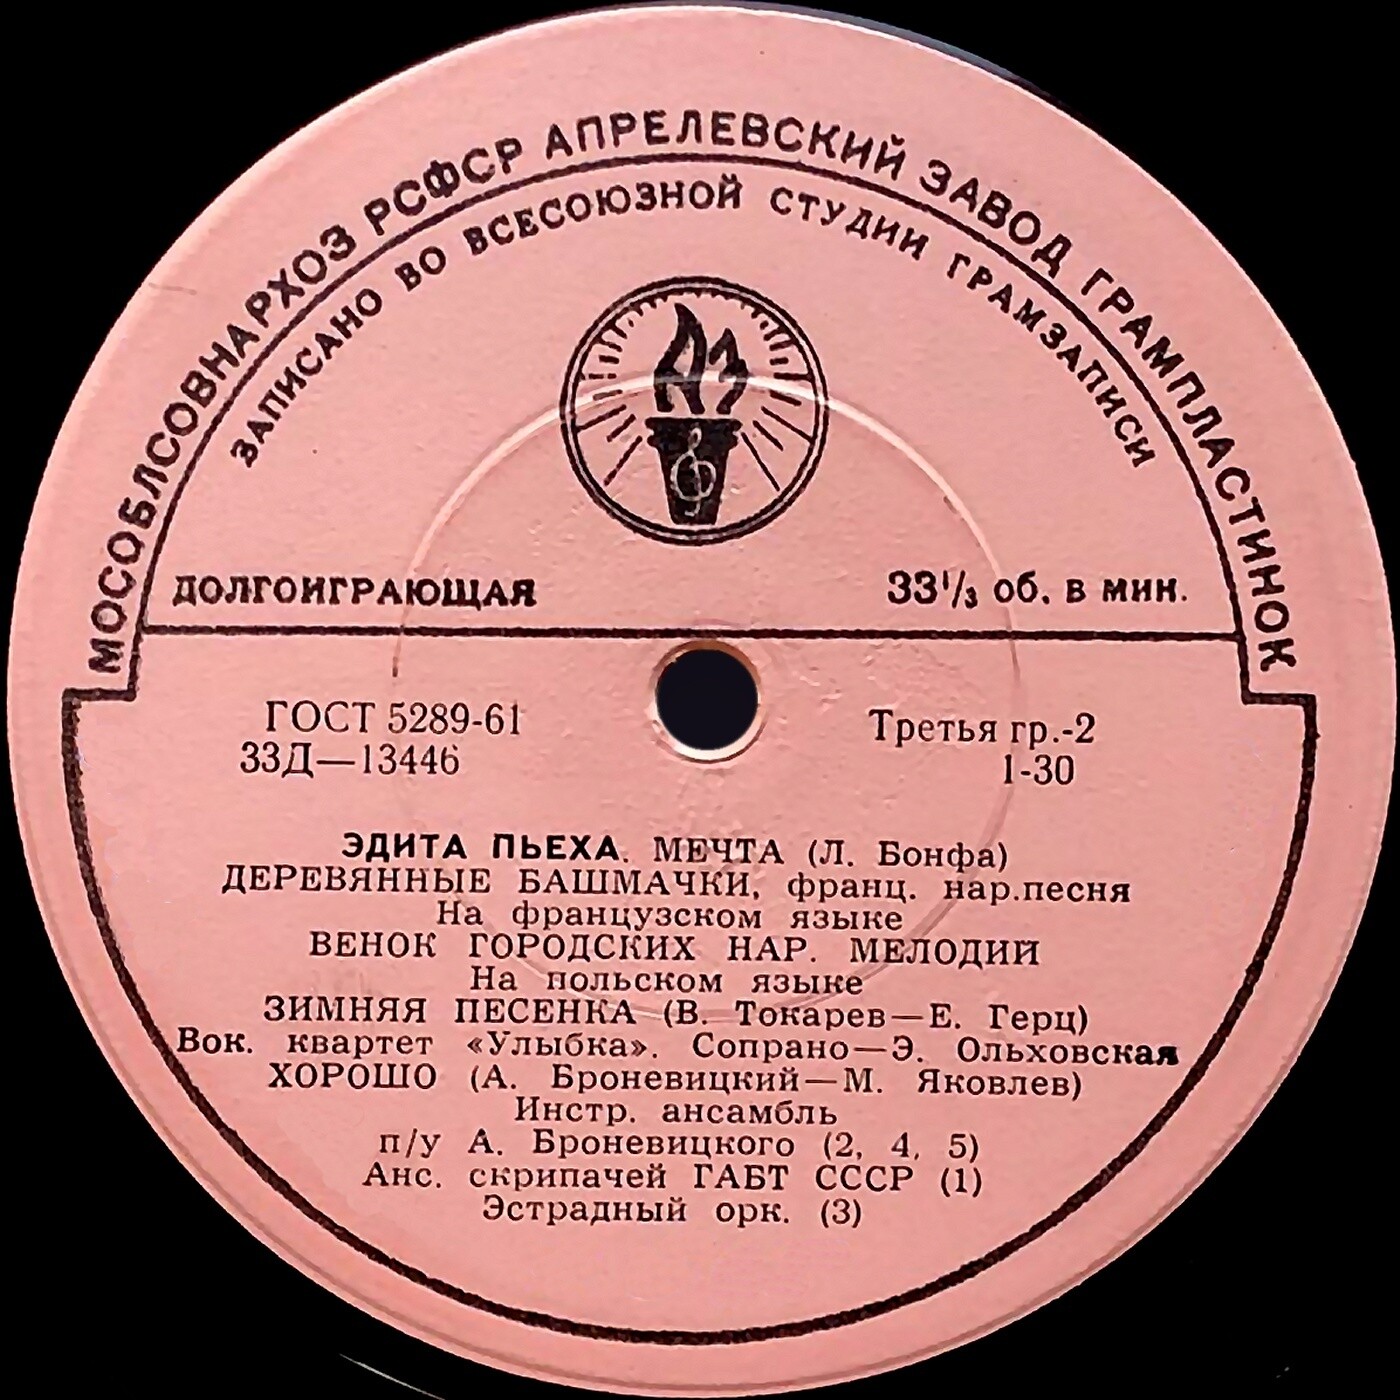 МОСОБЛСОВНАРХОЗ РСФСР АПРЕЛЕВСКИЙ ЗАВОД ГРАМПЛАСТИНОК
ЗАПИСАНО ВО ВСЕСОЮЗНОЙ СТУДИИ ГРАМЗАПИСИ
ДОЛГОИГРАЮЩАЯ 33 1/3 об. в мин.
ГОСТ 5289-61 Третья гр.-2
33Д—13446 1-30
ЭДИТА ПЬЕХА. МЕЧТА (Л. Бонфа)
ДЕРЕВЯННЫЕ БАШМАЧКИ, франц. нар.песня
На французском языке
ВЕНОК ГОРОДСКИХ НАР. МЕЛОДИЙ
На польском языке
ЗИМНЯЯ ПЕСЕНКА (В. Токарев—Е. Герц)
Вок. квартет «Улыбка». Сопрано—Э. Ольховская
ХОРОШО (А. Броневицкий—М. Яковлев)
Инстр. ансамбль
п/у А. Броневицкого (2, 4, 5)
Анс. скрипачей ГАБТ СССР (1)
Эстрадный орк. (3)